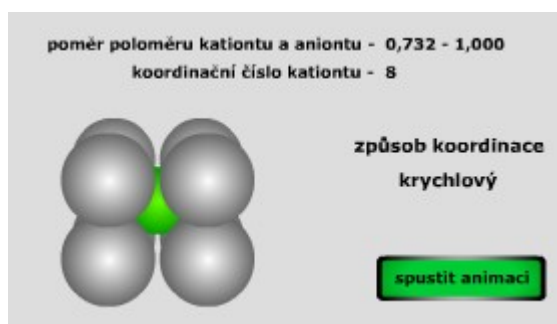 poměr poloměru kationtu a aniontu - 0,732 - 1,000
koordinační číslo kationtu - 8
způsob koordinace
krychlový
spustit animaci